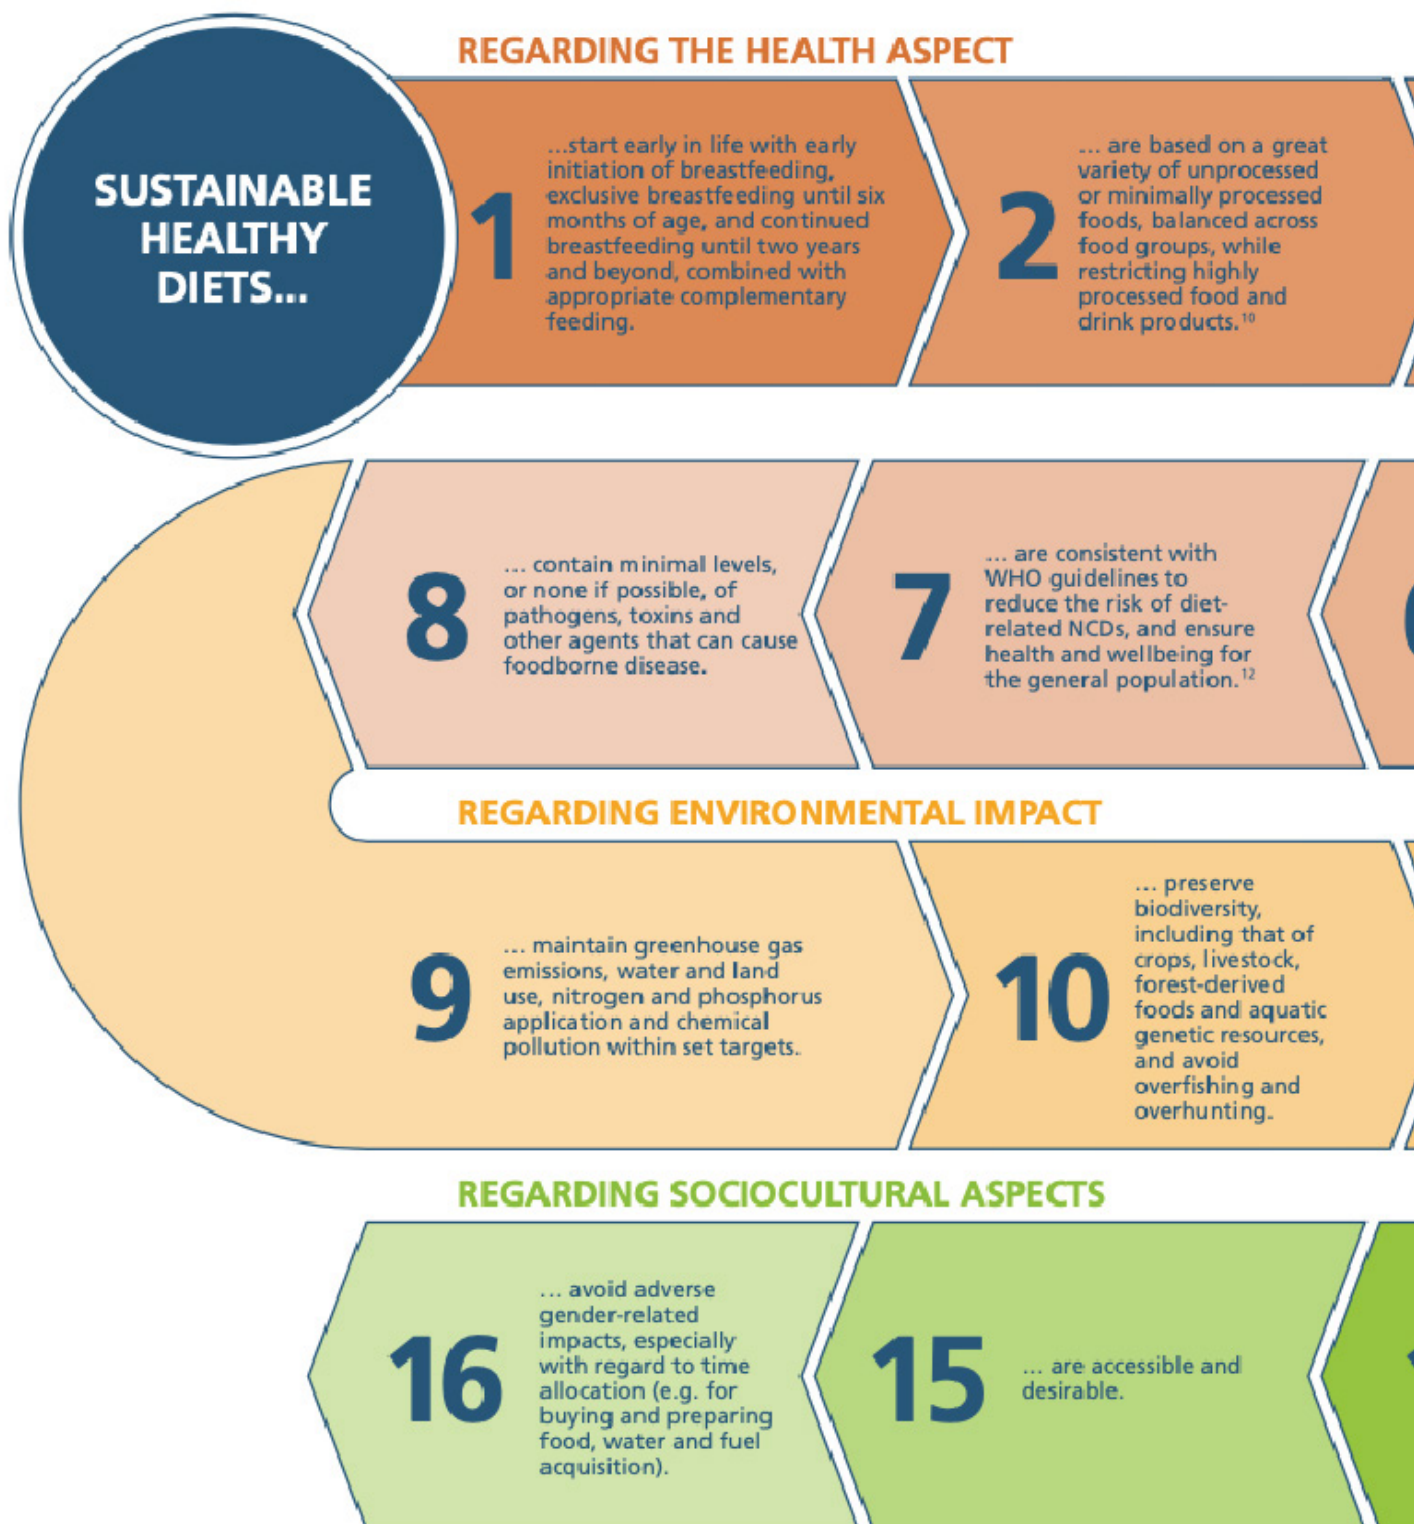 SUSTAINABLE
HEALTHY
DIETS...
REGARDING THE HEALTH ASPECT
1
...start early in life with early
initiation of breastfeeding,
exclusive breastfeeding until six
months of age, and continued
breastfeeding until two years
and beyond, combined with
appropriate complementary
feeding.
2
... are based on a great
variety of unprocessed
or minimally processed
foods, balanced across
food groups, while
restricting highly
processed food and
drink products.¹⁰
8
... contain minimal levels,
or none if possible, of
pathogens, toxins and
other agents that can cause
foodborne disease.
7
... are consistent with
WHO guidelines to
reduce the risk of diet-
related NCDs, and ensure
health and wellbeing for
the general population.¹²
REGARDING ENVIRONMENTAL IMPACT
9
... maintain greenhouse gas
emissions, water and land
use, nitrogen and phosphorus
application and chemical
pollution within set targets.
10
... preserve
biodiversity,
including that of
crops, livestock,
forest-derived
foods and aquatic
genetic resources,
and avoid
overfishing and
overhunting.
REGARDING SOCIOCULTURAL ASPECTS
16
... avoid adverse
gender-related
impacts, especially
with regard to time
allocation (e.g. for
buying and preparing
food, water and fuel
acquisition).
15
... are accessible and
desirable.